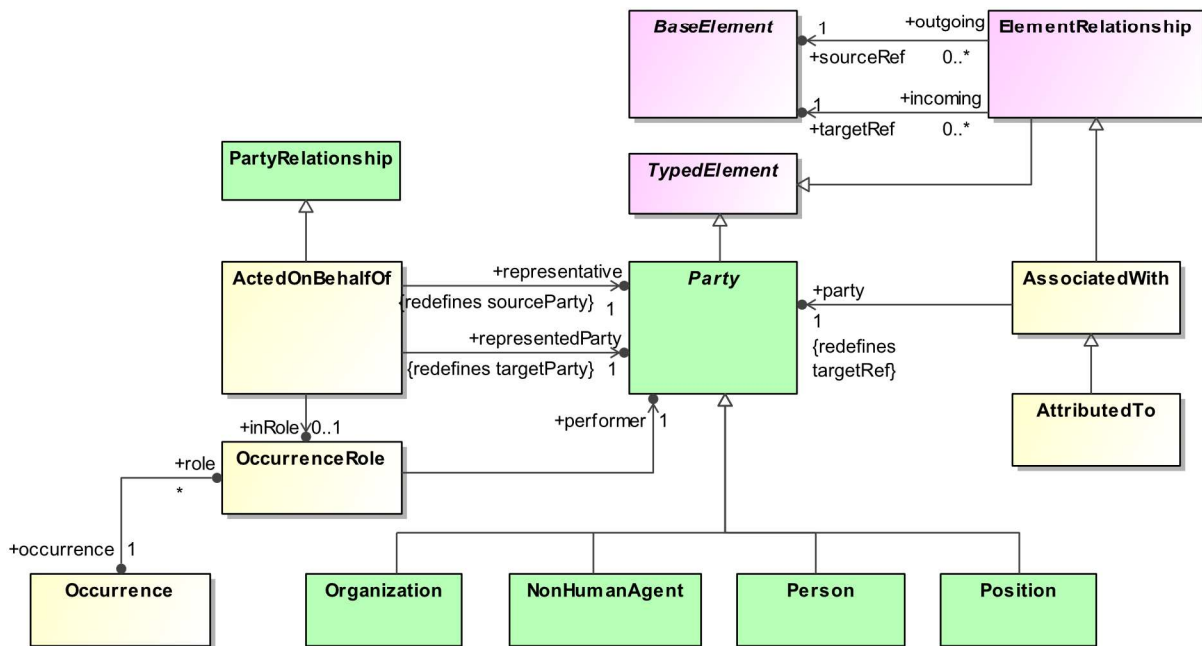 BaseElement
1
+outgoing
+sourceRef
0..*
1
+incoming
+targetRef
0..*
ElementRelationship
PartyRelationship
TypedElement
ActedOnBehalfOf
+representative
{redefines sourceParty}
1
+representedParty
{redefines targetParty}
1
Party
+party
1
{redefines
targetRef}
AssociatedWith
AttributedTo
+inRole
0..1
+performer
1
OccurrenceRole
+role
*
+occurrence
1
Occurrence
Organization
NonHumanAgent
Person
Position